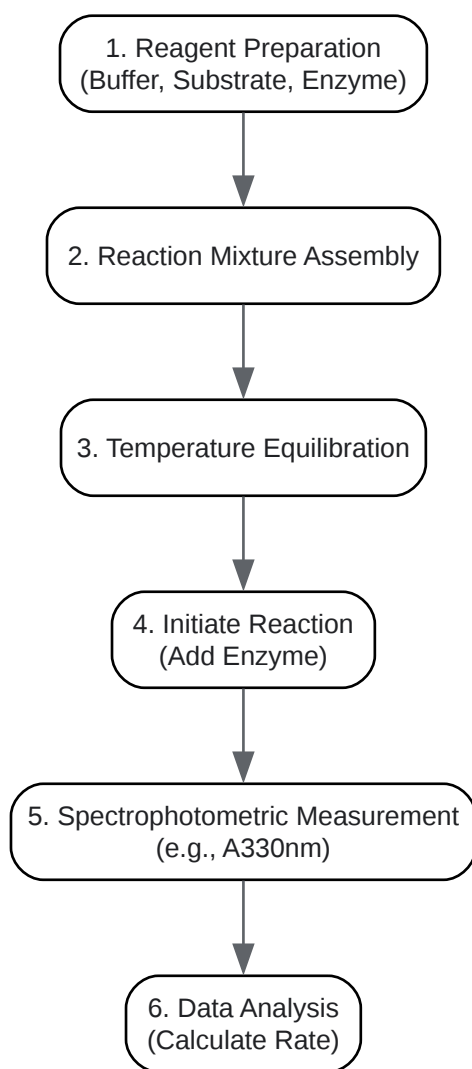 1. Reagent Preparation
(Buffer, Substrate, Enzyme)
2. Reaction Mixture Assembly
3. Temperature Equilibration
4. Initiate Reaction
(Add Enzyme)
5. Spectrophotometric Measurement
(e.g., A330nm)
6. Data Analysis
(Calculate Rate)